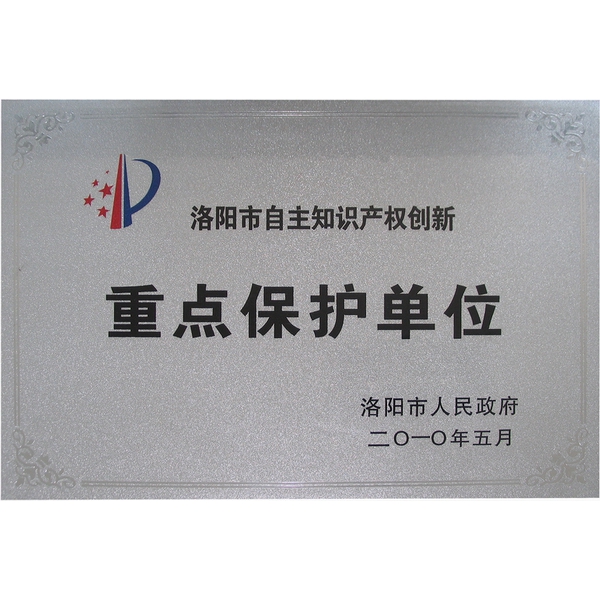 洛阳市自主知识产权创新
重点保护单位
洛阳市人民政府
二〇一〇年五月